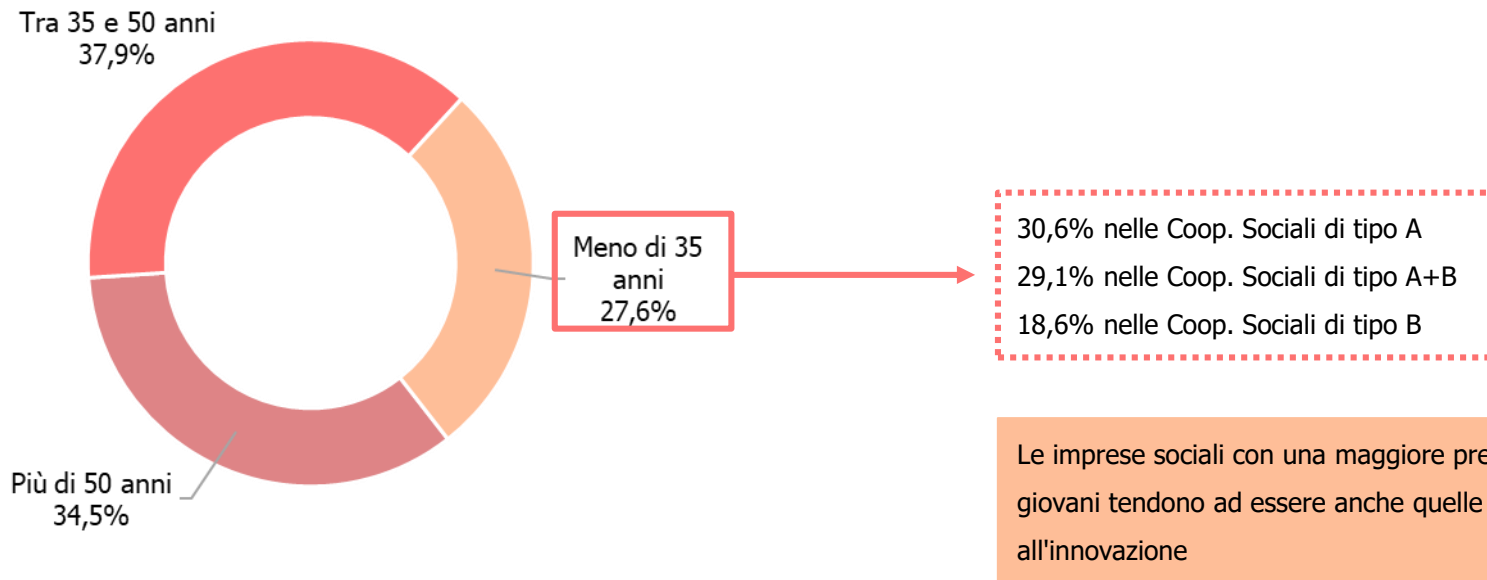 Tra 35 e 50 anni
37,9%
Meno di 35
anni
27,6%
Più di 50 anni
34,5%
30,6% nelle Coop. Sociali di tipo A
29,1% nelle Coop. Sociali di tipo A+B
18,6% nelle Coop. Sociali di tipo B
Le imprese sociali con una maggiore
giovani tendono ad essere anche quelle
all'innovazione